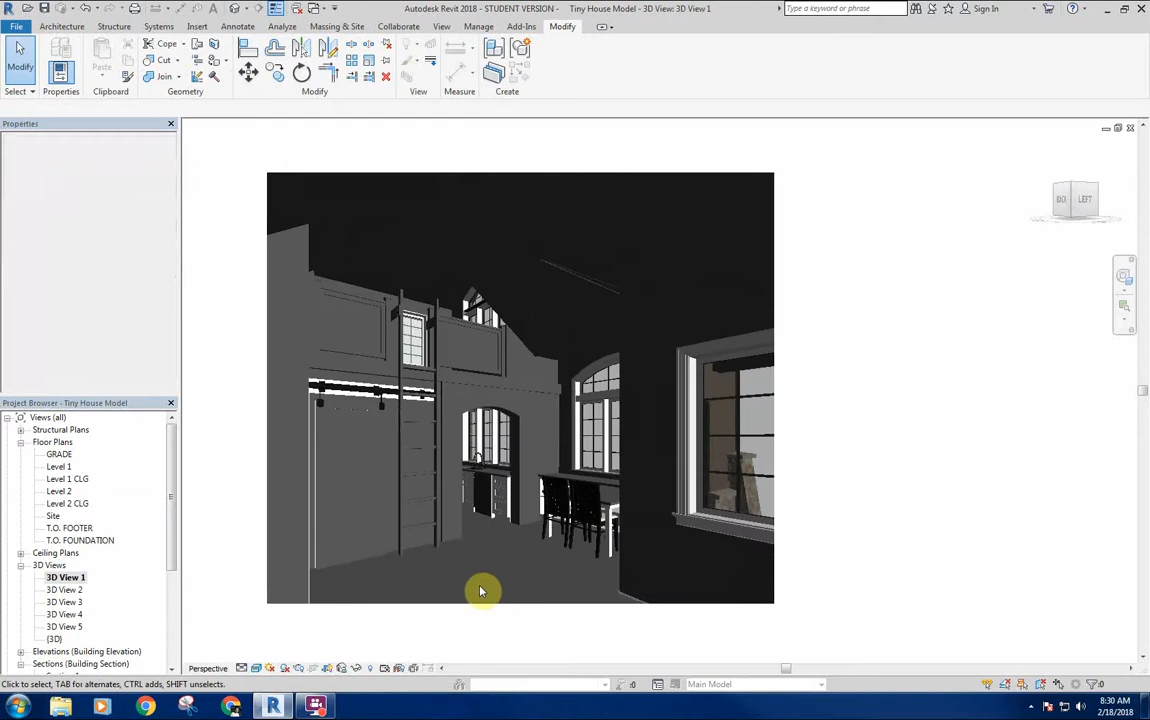 Autodesk Revit 2018 - STUDENT VERSION - Tiny House Model - 3D View: 3D View 1
Type a keyword or phrase
Sign In
File Architecture Structure Systems Insert Annotate Analyze Massing & Site Collaborate View Manage Add-Ins Modify
Modify
Paste
Cope
Cut
Join
Select Properties Clipboard Geometry Modify View Measure Create
Properties
LEFT
Project Browser - Tiny House Model
Views (all)
Structural Plans
Floor Plans
GRADE
Level 1
Level 1 CLG
Level 2
Level 2 CLG
Site
T.O. FOOTER
T.O. FOUNDATION
Ceiling Plans
3D Views
3D View 1
3D View 2
3D View 3
3D View 4
3D View 5
{3D}
Elevations (Building Elevation)
Sections (Building Section)
Perspective
Click to select, TAB for alternates, CTRL adds, SHIFT unselects.
:0
Main Model
:0
8:30 AM
2/18/2018